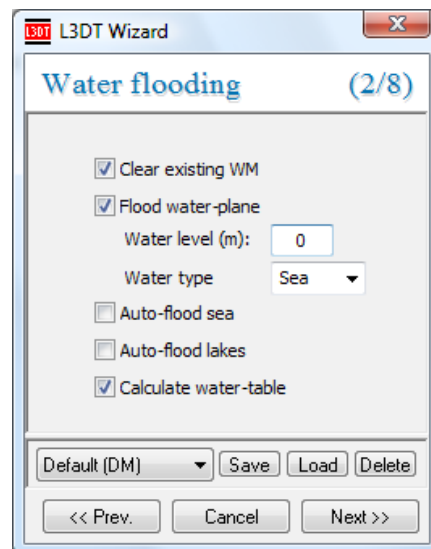 L3DT L3DT Wizard X
Water flooding (2/8)
Clear existing WM
Flood water-plane
Water level (m): 0
Water type Sea
Auto-flood sea
Auto-flood lakes
Calculate water-table
Default (DM) Save Load Delete
<< Prev. Cancel Next >>